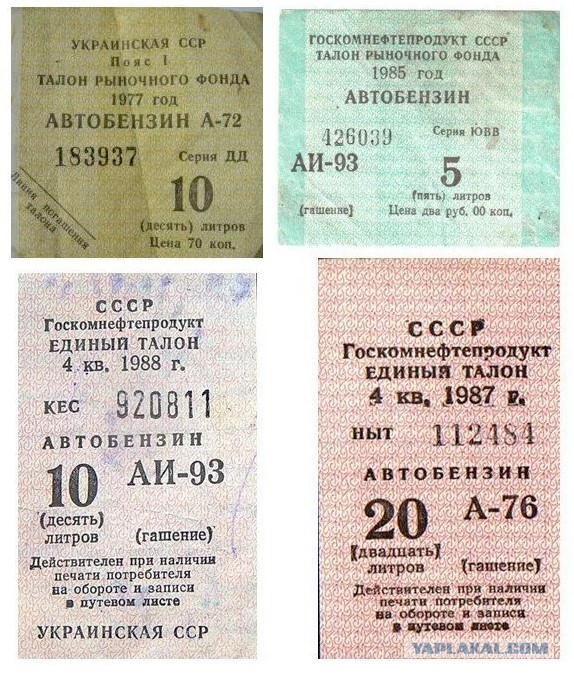 УКРАИНСКАЯ ССР
Пояс I
ТАЛОН РЫНОЧНОГО ФОНДА
1977 год
АВТОБЕНЗИН А-72
183937 Серия ДД
Линия погашения
талона
10
(десять) литров
Цена 70 коп.
ГОСКОМНЕФТЕПРОДУКТ СССР
ТАЛОН РЫНОЧНОГО ФОНДА
1985 год
АВТОБЕНЗИН
426039 Серия ЮВВ
АИ-93 5
(пять) литров
(гашение) Цена два руб. 00 коп.
СССР
Госкомнефтепродукт
ЕДИНЫЙ ТАЛОН
4 кв. 1988 г.
КЕС 920811
АВТОБЕНЗИН
10 АИ-93
(десять)
литров (гашение)
Действителен при наличии
печати потребителя
на обороте и записи
в путевом листе
УКРАИНСКАЯ ССР
СССР
Госкомнефтепродукт
ЕДИНЫЙ ТАЛОН
4 кв. 1987 г.
НЫТ 112484
АВТОБЕНЗИН
20 А-76
(двадцать)
литров (гашение)
Действителен при наличии
печати потребителя
на обороте и записи
в путевом листе
YAPLAKAL.COM